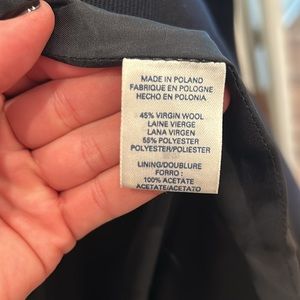 MADE IN POLAND
FABRIQUE EN POLOGNE
HECHO EN POLONIA
45% VIRGIN WOOL
LAINE VIERGE
LANA VIRGEN
55% POLYESTER
POLYESTER/POLIESTER
LINING/DOUBLURE
FORRO :
100% ACETATE
ACETATE/ACETATO